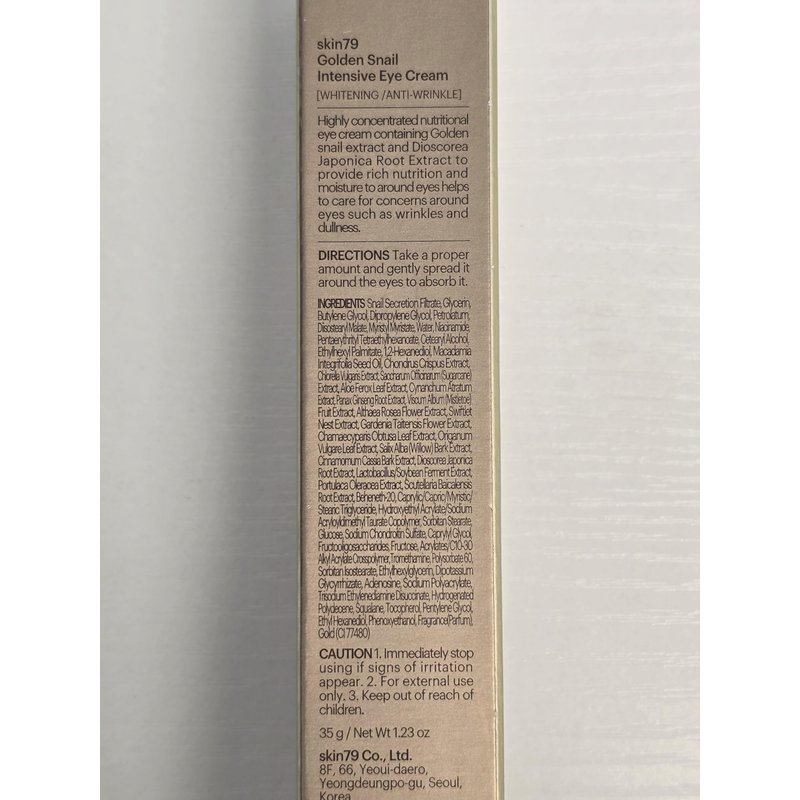 skin79
Golden Snail
Intensive Eye Cream
[WHITENING /ANTI-WRINKLE]
Highly concentrated nutritional
eye cream containing Golden
snail extract and Dioscorea
Japonica Root Extract to
provide rich nutrition and
moisture to around eyes helps
to care for concerns around
eyes such as wrinkles and
dullness.
DIRECTIONS Take a proper
amount and gently spread it
around the eyes to absorb it.
INGREDIENTS Snail Secretion Filtrate, Glycerin,
Butylene Glycol, Dipropylene Glycol, Petrolatum,
Diisostearyl Malate, Myristyl Myristate, Water, Niacinamide,
Pentaerythrityl Tetraethylhexanoate, Cetearyl Alcohol,
Ethylhexyl Palmitate, 1,2-Hexanediol, Macadamia
Integrifolia Seed Oil, Chondrus Crispus Extract,
Chlorella Vulgaris Extract, Saccharum Officinarum (Sugarcane)
Extract, Aloe Ferox Leaf Extract, Cynanchum Atratum
Extract, Panax Ginseng Root Extract, Viscum Album (Mistletoe)
Fruit Extract, Althaea Rosea Flower Extract, Swiftlet
Nest Extract, Gardenia Taitensis Flower Extract,
Chamaecyparis Obtusa Leaf Extract, Origanum
Vulgare Leaf Extract, Salix Alba (Willow) Bark Extract,
Cinnamomum Cassia Bark Extract, Dioscorea Japonica
Root Extract, Lactobacillus/Soybean Ferment Extract,
Portulaca Oleracea Extract, Scutellaria Baicalensis
Root Extract, Beheneth-20, Caprylic/Capric/Myristic/
Stearic Triglyceride, Hydroxyethyl Acrylate/Sodium
Acryloyldimethyl Taurate Copolymer, Sorbitan Stearate,
Glucose, Sodium Chondroitin Sulfate, Caprylyl Glycol,
Fructooligosaccharides, Fructose, Acrylates/C10-30
Alkyl Acrylate Crosspolymer, Tromethamine, Polysorbate 60,
Sorbitan Isostearate, Ethylhexylglycerin, Dipotassium
Glycyrrhizate, Adenosine, Sodium Polyacrylate,
Trisodium Ethylenediamine Disuccinate, Hydrogenated
Polydecene, Squalane, Tocopherol, Pentylene Glycol,
Ethyl Hexanediol, Phenoxyethanol, Fragrance(Parfum),
Gold (CI 77480)
CAUTION 1. Immediately stop
using if signs of irritation
appear. 2. For external use
only. 3. Keep out of reach of
children.
35 g / Net Wt 1.23 oz
skin79 Co., Ltd.
8F, 66, Yeoui-daero,
Yeongdeungpo-gu, Seoul,
Korea